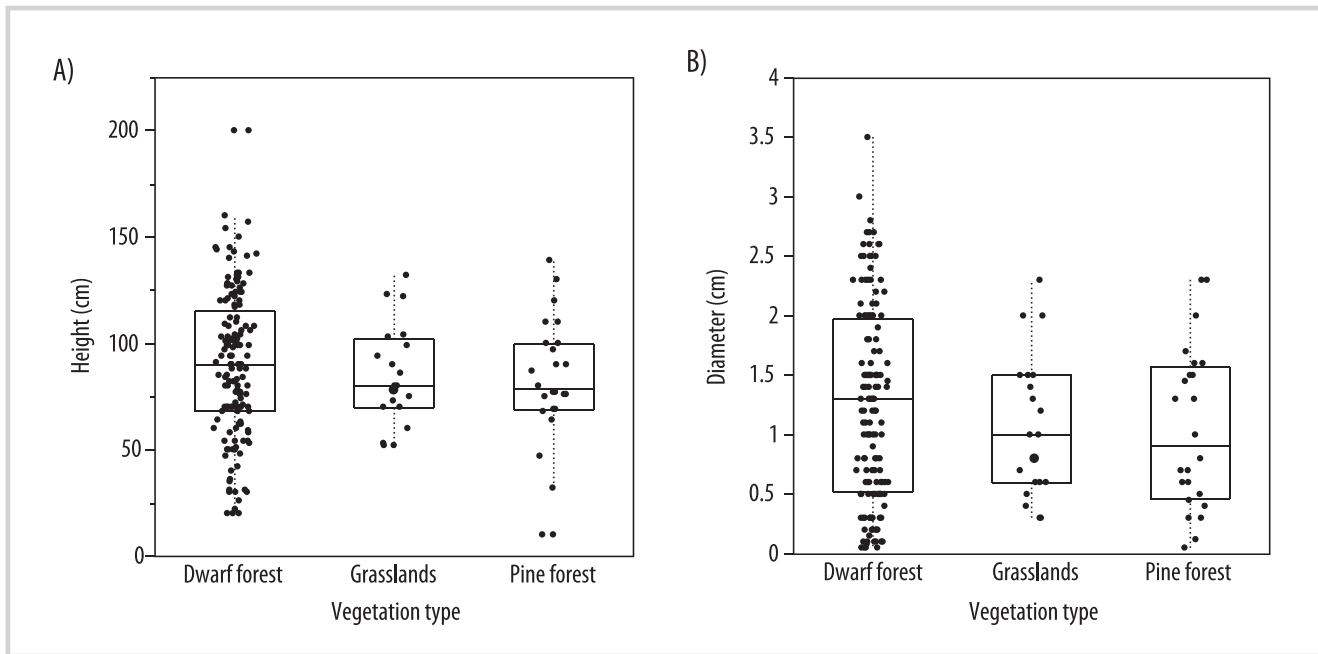 A)
Height (cm)
200
150
100
50
0
Dwarf forest Grasslands Pine forest
Vegetation type
B)
Diameter (cm)
4
3.5
3
2.5
2
1.5
1
0.5
0
Dwarf forest Grasslands Pine forest
Vegetation type